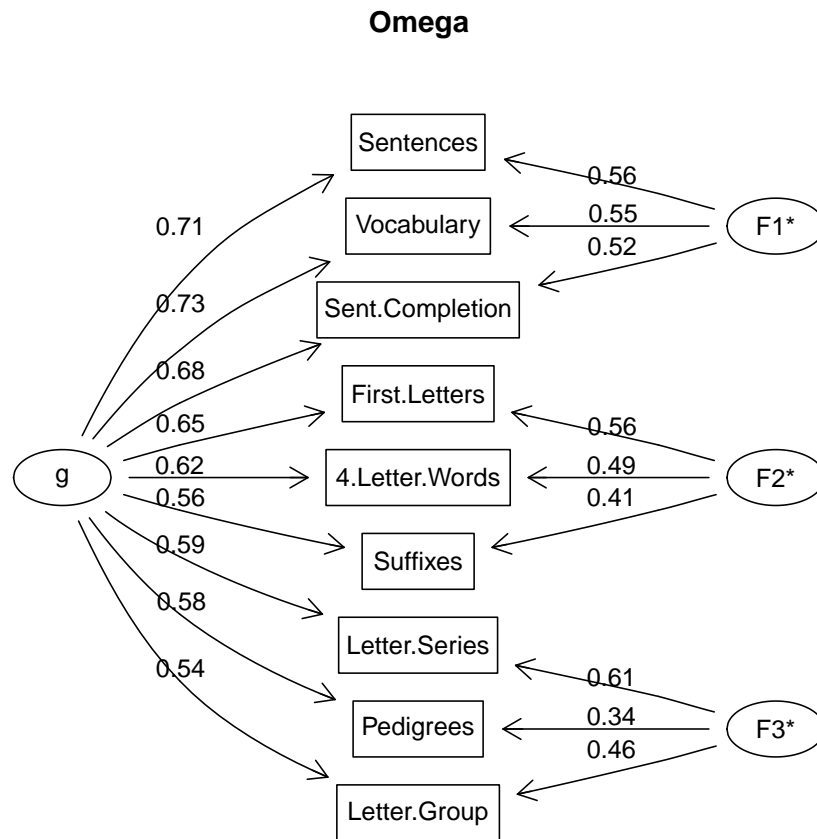 Omega
Sentences
0.56
0.71
Vocabulary
0.55
F1*
0.52
0.73
Sent.Completion
0.68
First.Letters
0.65
0.56
0.62
0.49
g
4.Letter.Words
F2*
0.56
0.41
0.59
Suffixes
0.58
Letter.Series
0.54
0.61
Pedigrees
0.34
F3*
0.46
Letter.Group